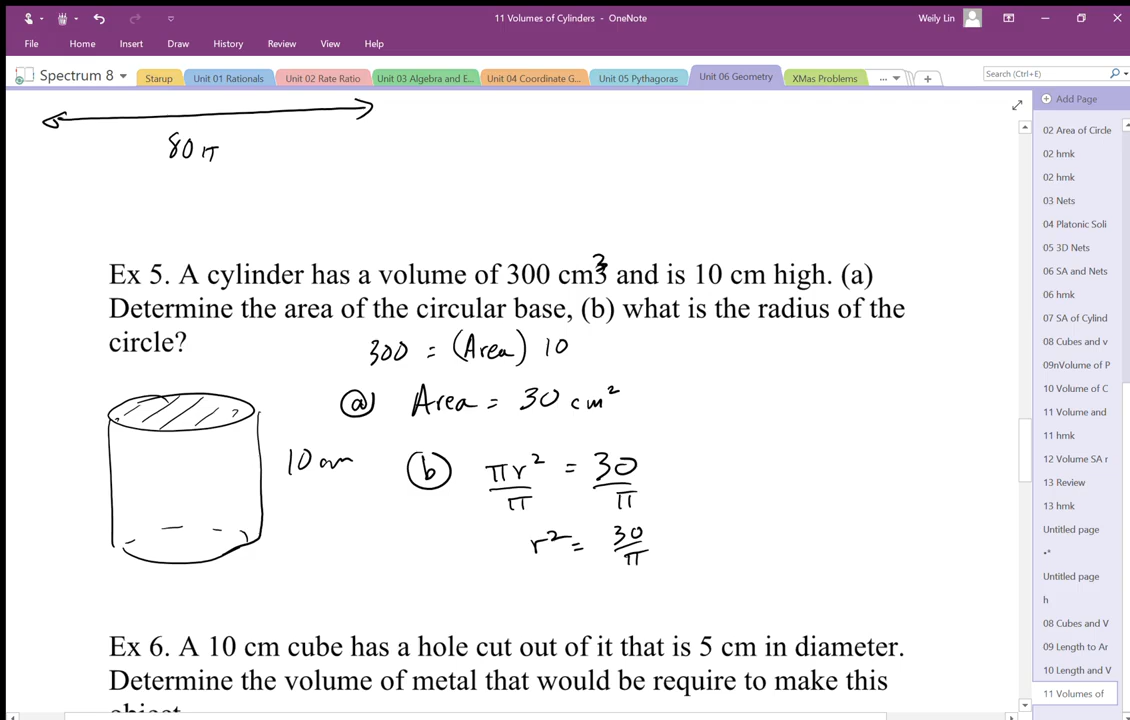 11 Volumes of Cylinders - OneNote
Weily Lin
File Home Insert Draw History Review View Help
Spectrum 8
Starup
Unit 01 Rationals
Unit 02 Rate Ratio
Unit 03 Algebra and E...
Unit 04 Coordinate G...
Unit 05 Pythagoras
Unit 06 Geometry
XMas Problems
...
Search (Ctrl+E)
80π
Ex 5. A cylinder has a volume of 300 cm³ and is 10 cm high. (a)
Determine the area of the circular base, (b) what is the radius of the
circle?
300 = (Area) 10
(a) Area = 30 cm²
10 cm
(b) πr²/π = 30/π
r² = 30/π
Ex 6. A 10 cm cube has a hole cut out of it that is 5 cm in diameter.
Determine the volume of metal that would be require to make this
object
Add Page
02 Area of Circle
02 hmk
02 hmk
03 Nets
04 Platonic Soli
05 3D Nets
06 SA and Nets
06 hmk
07 SA of Cylind
08 Cubes and v
09nVolume of P
10 Volume of C
11 Volume and
11 hmk
12 Volume SA r
13 Review
13 hmk
Untitled page
•*
Untitled page
h
08 Cubes and V
09 Length to Ar
10 Length and V
11 Volumes of